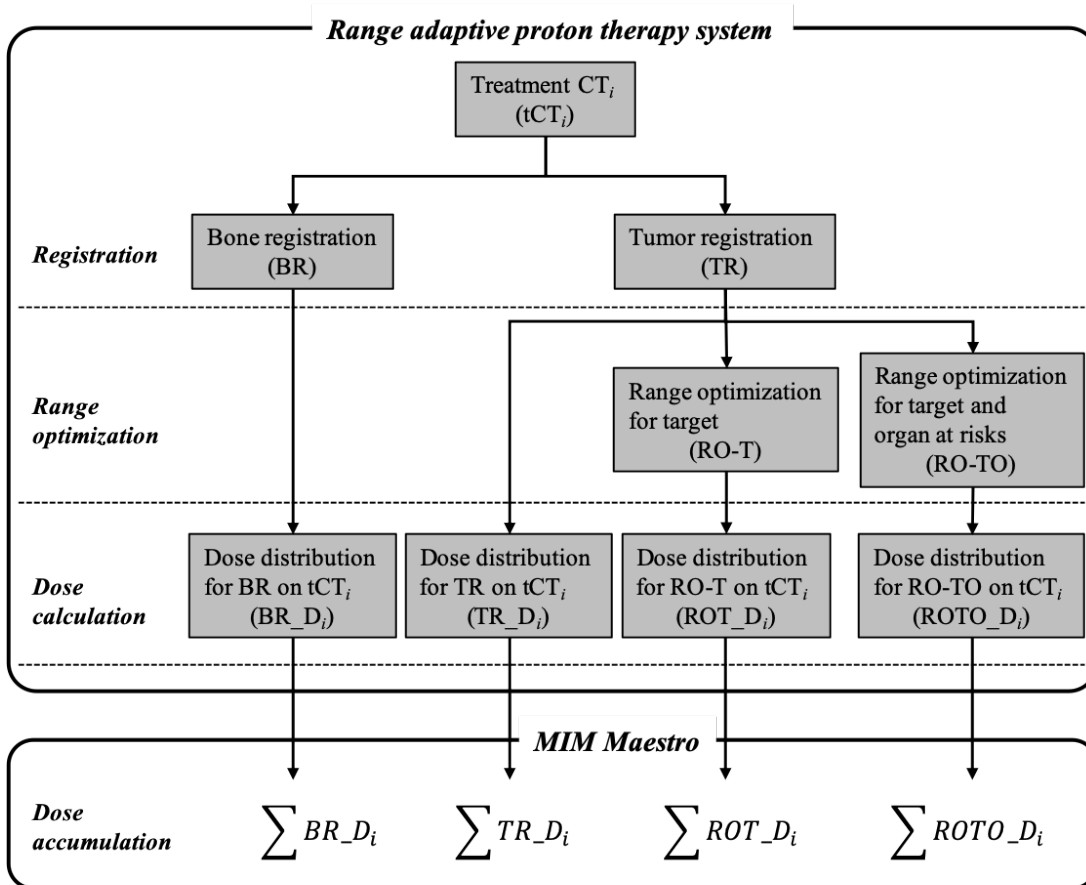 Range adaptive proton therapy system
Treatment CTᵢ
(tCTᵢ)
Registration
Bone registration
(BR)
Tumor registration
(TR)
Range
optimization
Range optimization
for target
(RO-T)
Range optimization
for target and
organ at risks
(RO-TO)
Dose
calculation
Dose distribution
for BR on tCTᵢ
(BR_Dᵢ)
Dose distribution
for TR on tCTᵢ
(TR_Dᵢ)
Dose distribution
for RO-T on tCTᵢ
(ROT_Dᵢ)
Dose distribution
for RO-TO on tCTᵢ
(ROTO_Dᵢ)
MIM Maestro
Dose
accumulation
∑ BR_Dᵢ
∑ TR_Dᵢ
∑ ROT_Dᵢ
∑ ROTO_Dᵢ